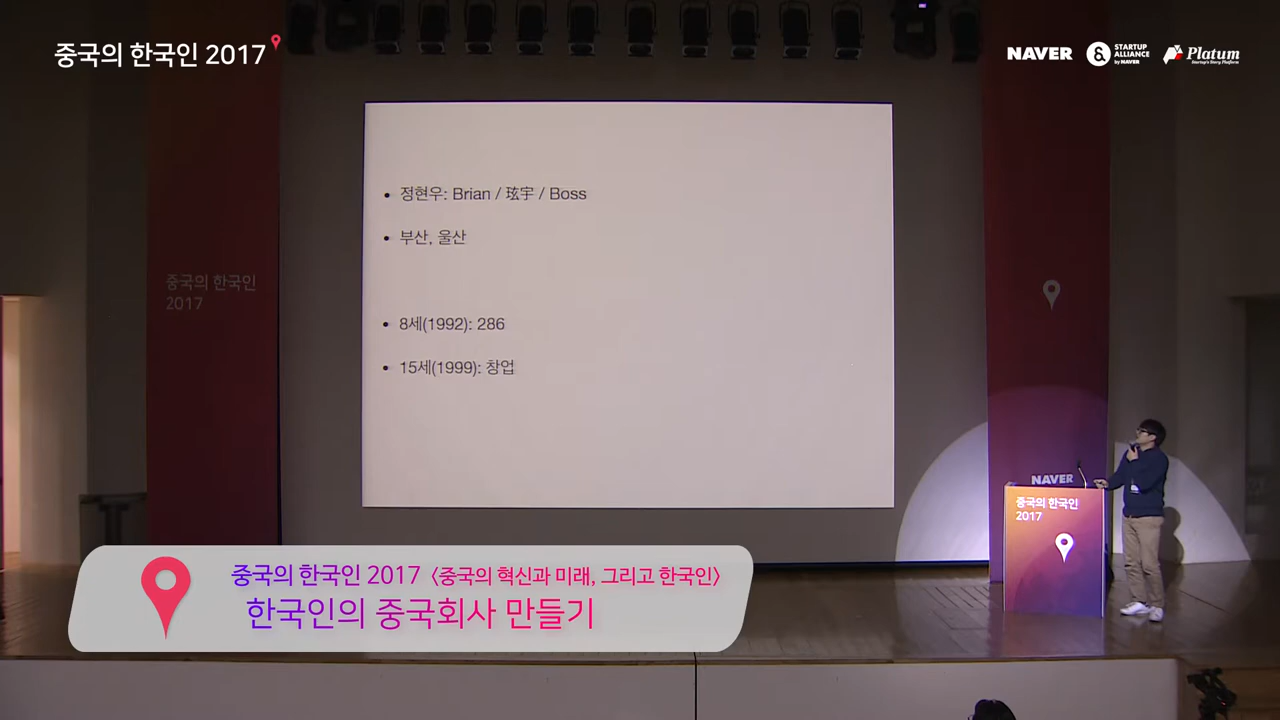 중국의 한국인 2017
NAVER
& STARTUP
ALLIANCE
by NAVER
Platum
Startup's Story Platform
• 정현우: Brian / 玹宇 / Boss
• 부산, 울산
• 8세(1992): 286
• 15세(1999): 창업
중국의 한국인
2017
NAVER
중국의 한국인
2017
중국의 한국인 2017 〈중국의 혁신과 미래, 그리고 한국인〉
한국인의 중국회사 만들기